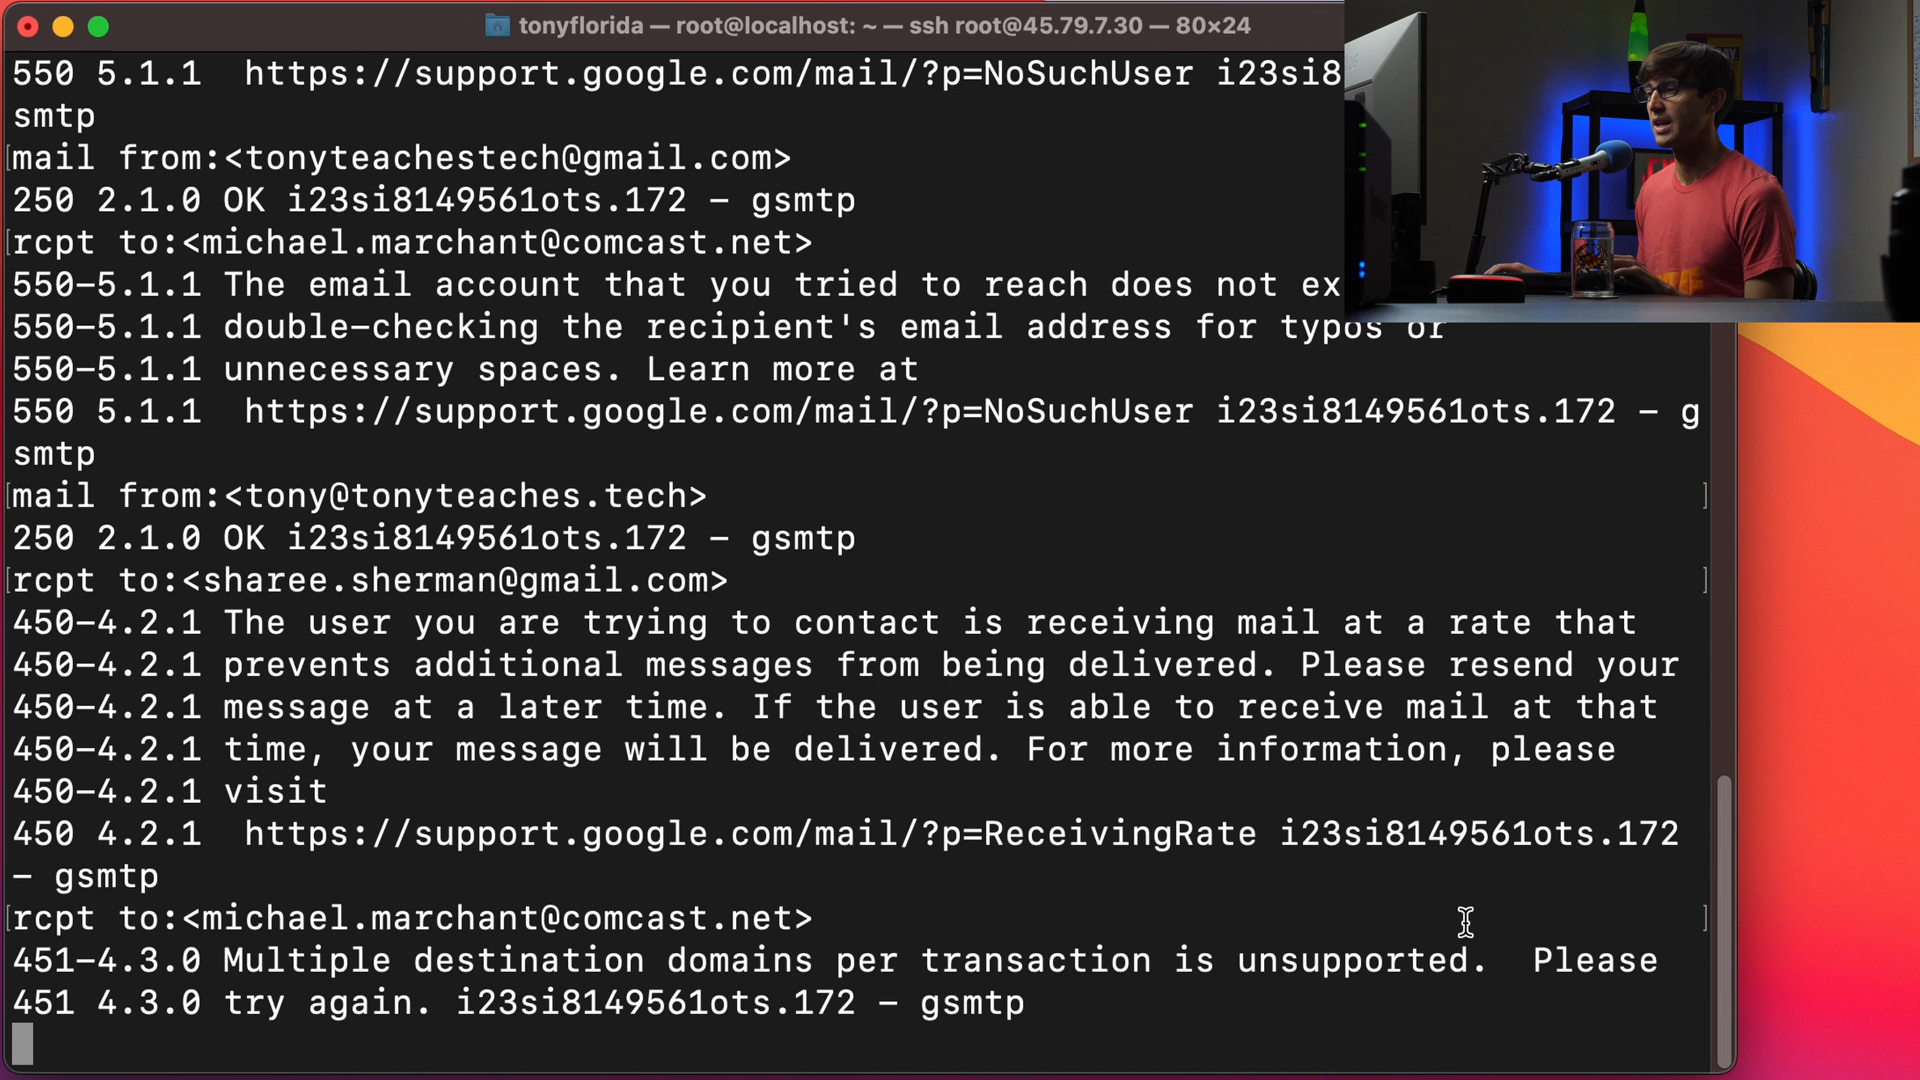 tonyflorida — root@localhost: ~ — ssh root@45.79.7.30 — 80×24
550 5.1.1  https://support.google.com/mail/?p=NoSuchUser i23si8
smtp
mail from:<tonyteachestech@gmail.com>
250 2.1.0 OK i23si8149561ots.172 – gsmtp
rcpt to:<michael.marchant@comcast.net>
550-5.1.1 The email account that you tried to reach does not ex
550-5.1.1 double-checking the recipient's email address for typos or
550-5.1.1 unnecessary spaces. Learn more at
550 5.1.1  https://support.google.com/mail/?p=NoSuchUser i23si8149561ots.172 - g
smtp
mail from:<tony@tonyteaches.tech>
250 2.1.0 OK i23si8149561ots.172 - gsmtp
rcpt to:<sharee.sherman@gmail.com>
450-4.2.1 The user you are trying to contact is receiving mail at a rate that
450-4.2.1 prevents additional messages from being delivered. Please resend your
450-4.2.1 message at a later time. If the user is able to receive mail at that
450-4.2.1 time, your message will be delivered. For more information, please
450-4.2.1 visit
450 4.2.1  https://support.google.com/mail/?p=ReceivingRate i23si8149561ots.172
- gsmtp
rcpt to:<michael.marchant@comcast.net>
451-4.3.0 Multiple destination domains per transaction is unsupported.  Please
451 4.3.0 try again. i23si8149561ots.172 - gsmtp